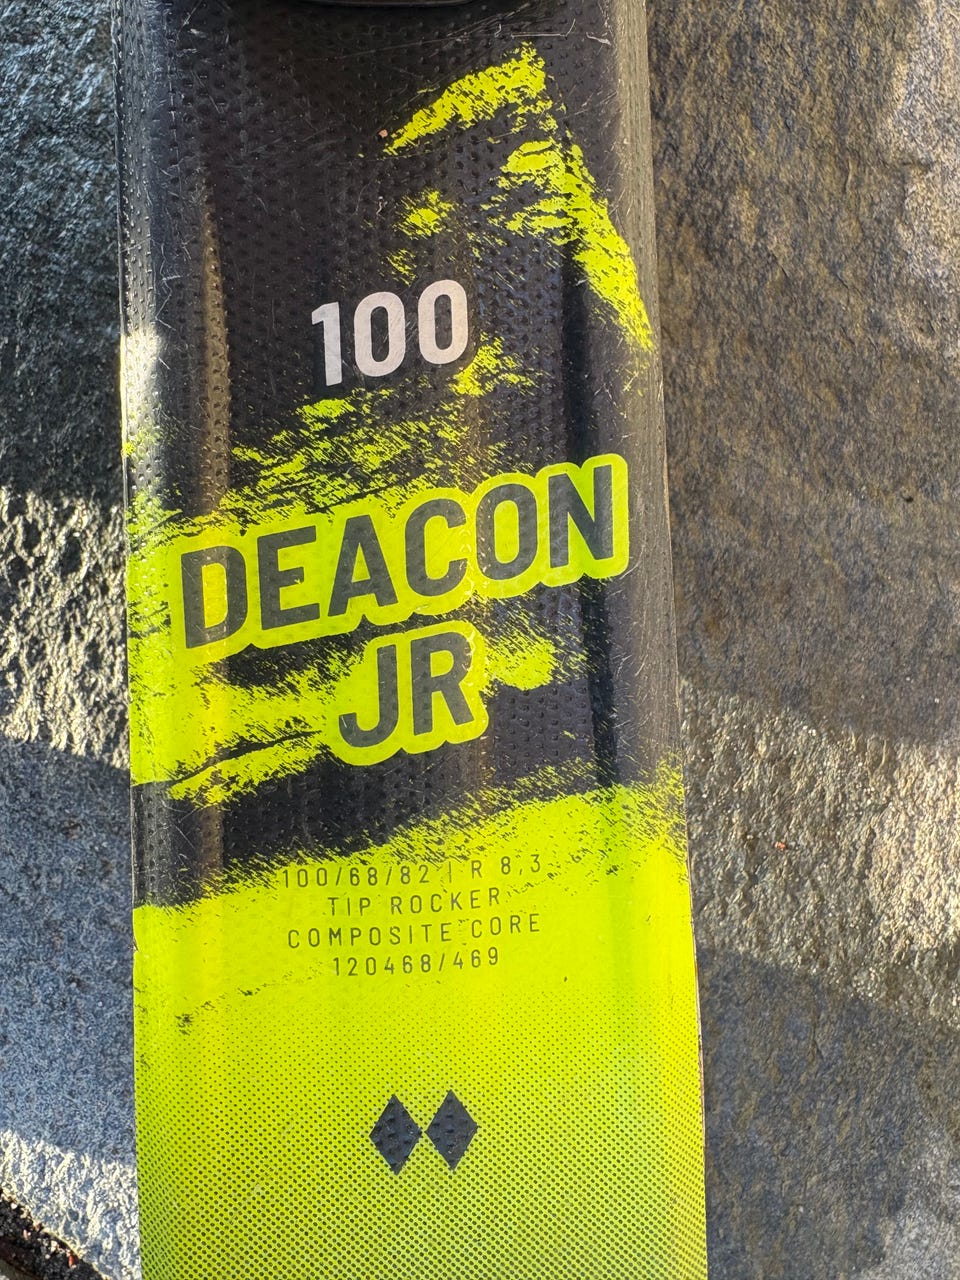 100
DEACON
JR
100/68/82 | R 8,3
TIP ROCKER
COMPOSITE CORE
120468/469